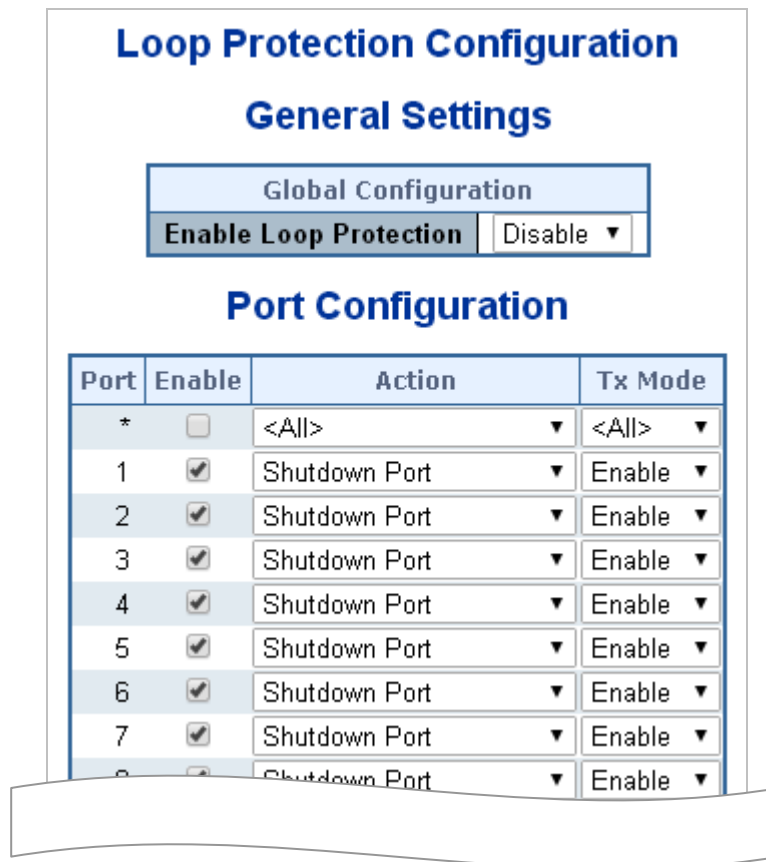 Loop Protection Configuration
General Settings
Global Configuration
Enable Loop Protection Disable
Port Configuration
Port Enable Action Tx Mode
* <All> <All>
1 Shutdown Port Enable
2 Shutdown Port Enable
3 Shutdown Port Enable
4 Shutdown Port Enable
5 Shutdown Port Enable
6 Shutdown Port Enable
7 Shutdown Port Enable
Shutdown Port Enable